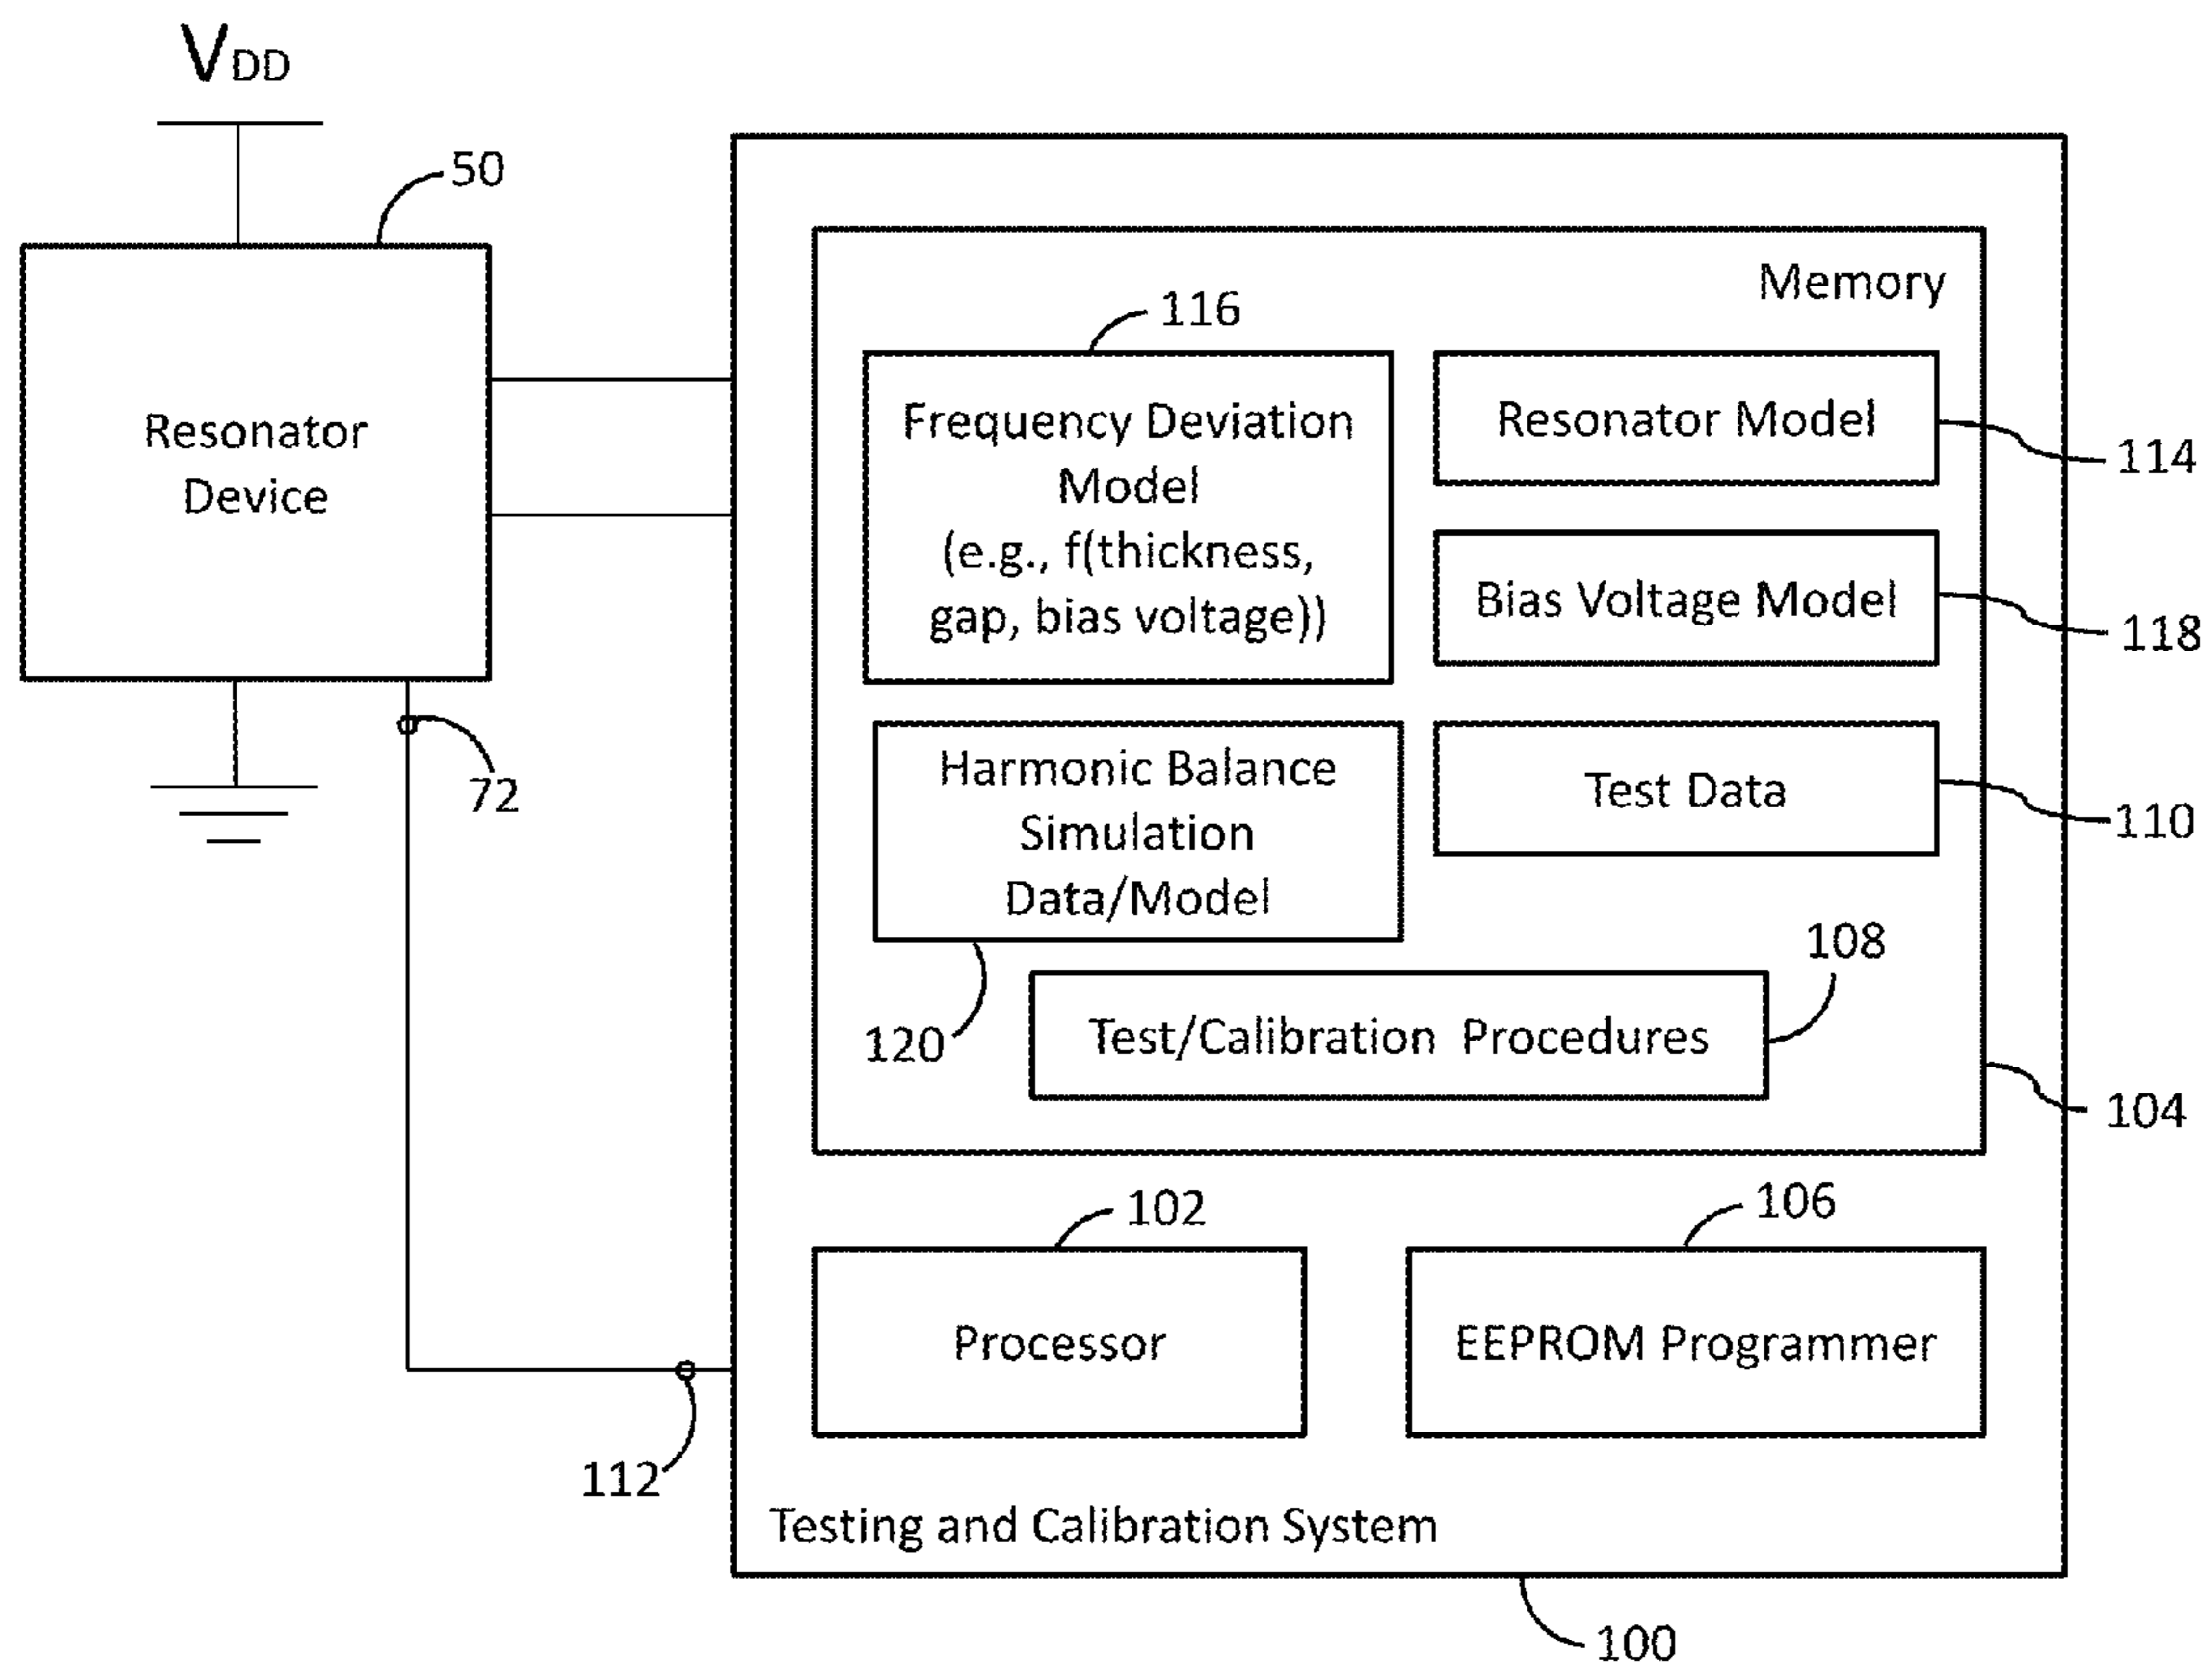 VDD
50
Resonator
Device
72
112
Memory
116
Frequency Deviation
Model
(e.g., f(thickness,
gap, bias voltage))
Resonator Model
114
Bias Voltage Model
118
Harmonic Balance
Simulation
Data/Model
120
Test Data
110
108
Test/Calibration Procedures
104
102
Processor
106
EEPROM Programmer
Testing and Calibration System
100